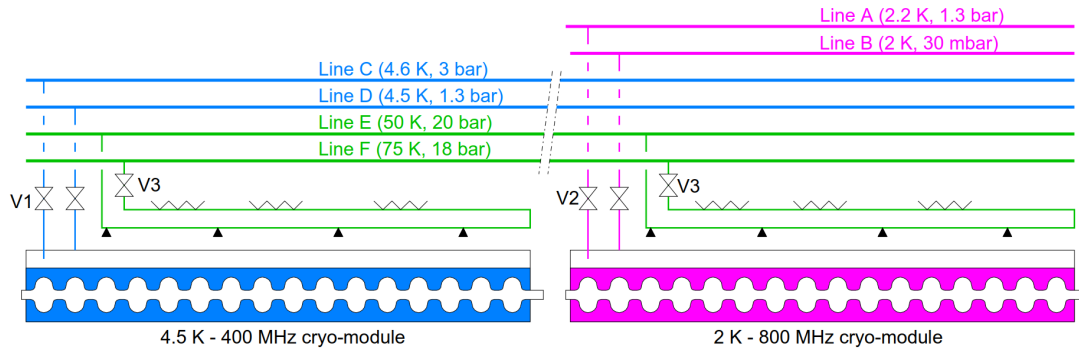 Line A (2.2 K, 1.3 bar)
Line B (2 K, 30 mbar)
Line C (4.6 K, 3 bar)
Line D (4.5 K, 1.3 bar)
Line E (50 K, 20 bar)
Line F (75 K, 18 bar)
V1
V3
V2
V3
4.5 K - 400 MHz cryo-module
2 K - 800 MHz cryo-module